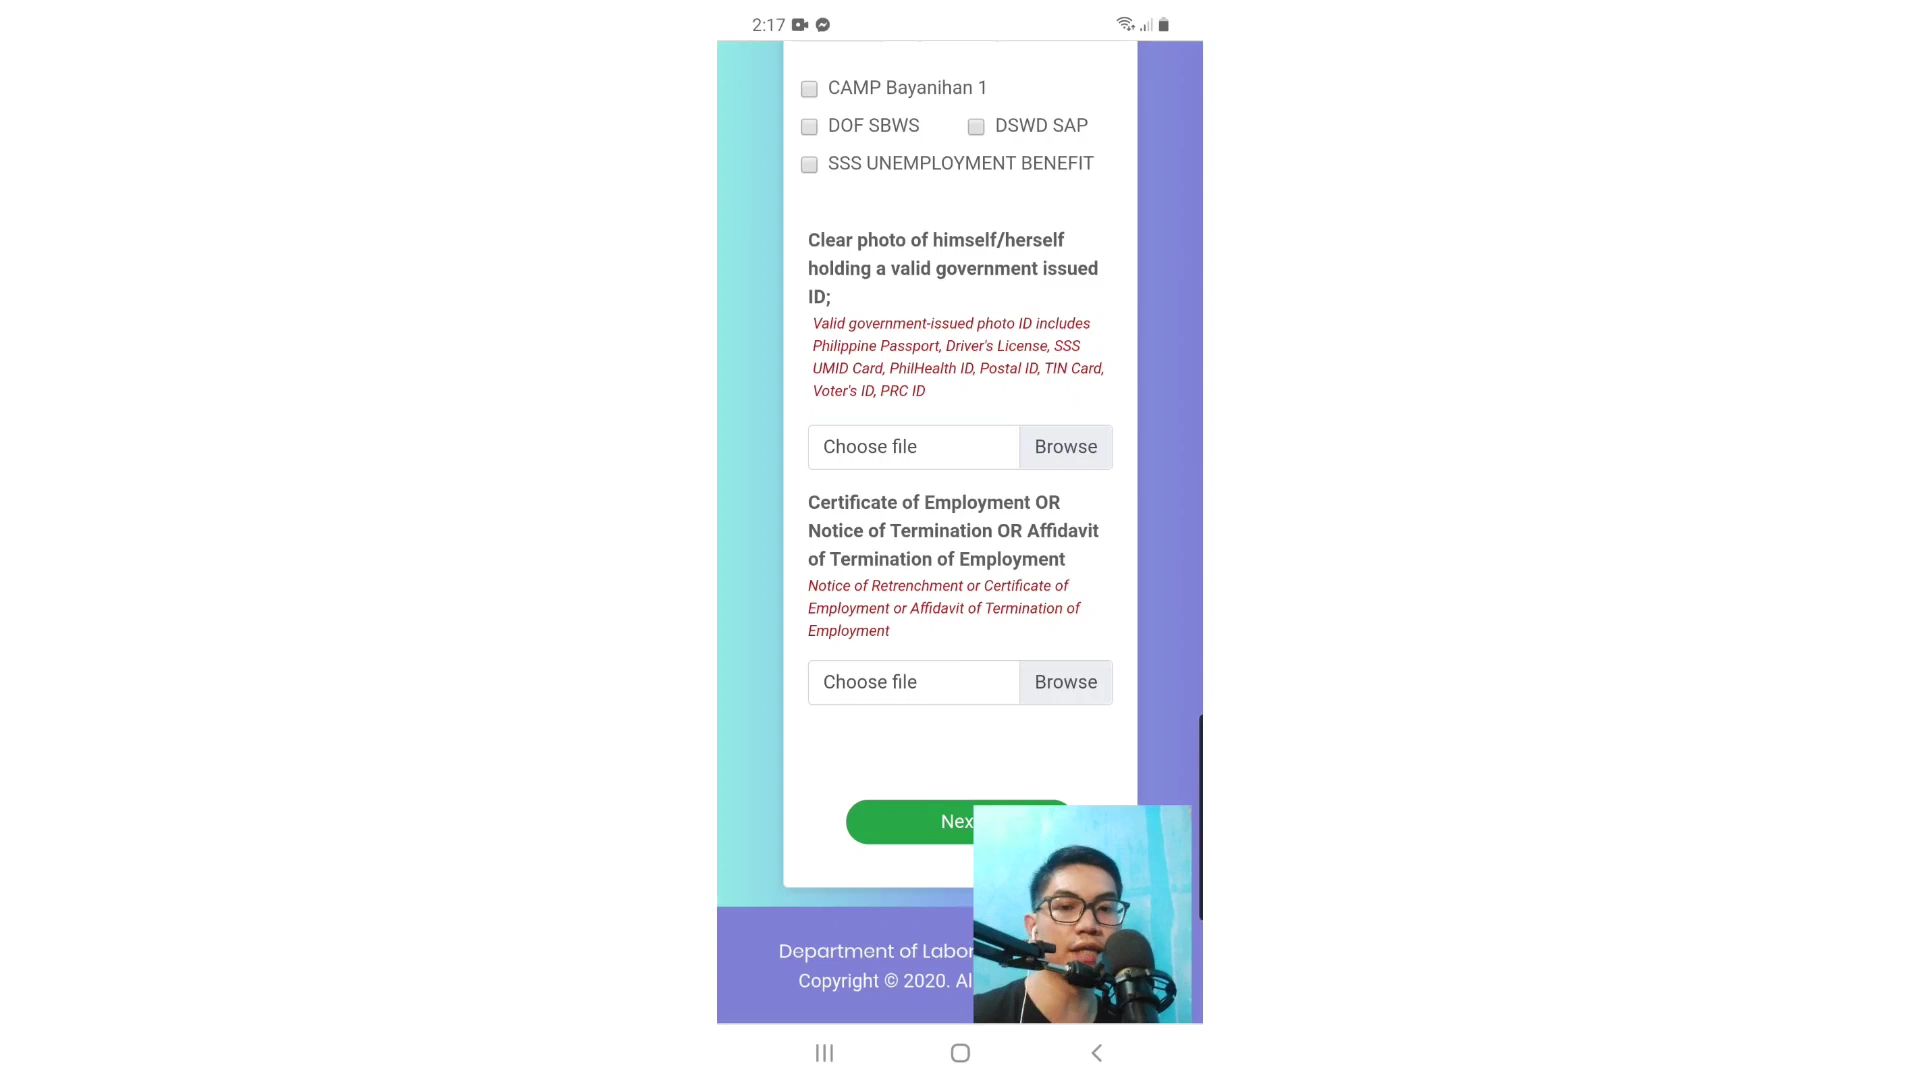 2:17
CAMP Bayanihan 1
DOF SBWS DSWD SAP
SSS UNEMPLOYMENT BENEFIT
Clear photo of himself/herself
holding a valid government issued
ID;
Valid government-issued photo ID includes
Philippine Passport, Driver's License, SSS
UMID Card, PhilHealth ID, Postal ID, TIN Card,
Voter's ID, PRC ID
Choose file Browse
Certificate of Employment OR
Notice of Termination OR Affidavit
of Termination of Employment
Notice of Retrenchment or Certificate of
Employment or Affidavit of Termination of
Employment
Choose file Browse
Nex
Department of Labor
Copyright © 2020. Al